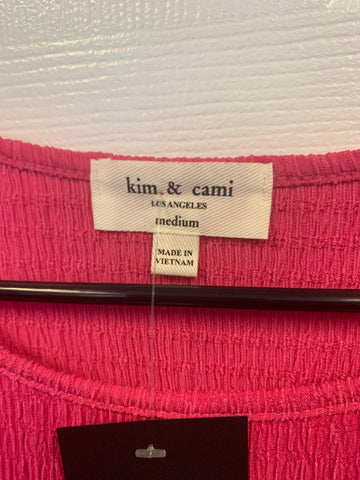 kim & cami
LOS ANGELES
medium
MADE IN
VIETNAM